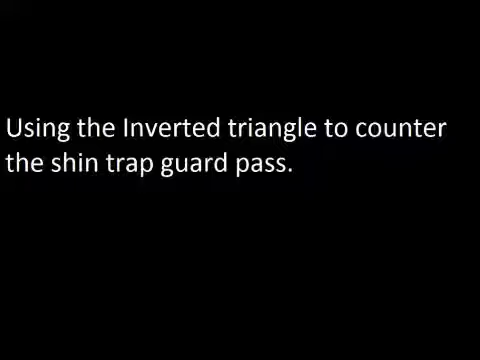 Using the Inverted triangle to counter
the shin trap guard pass.